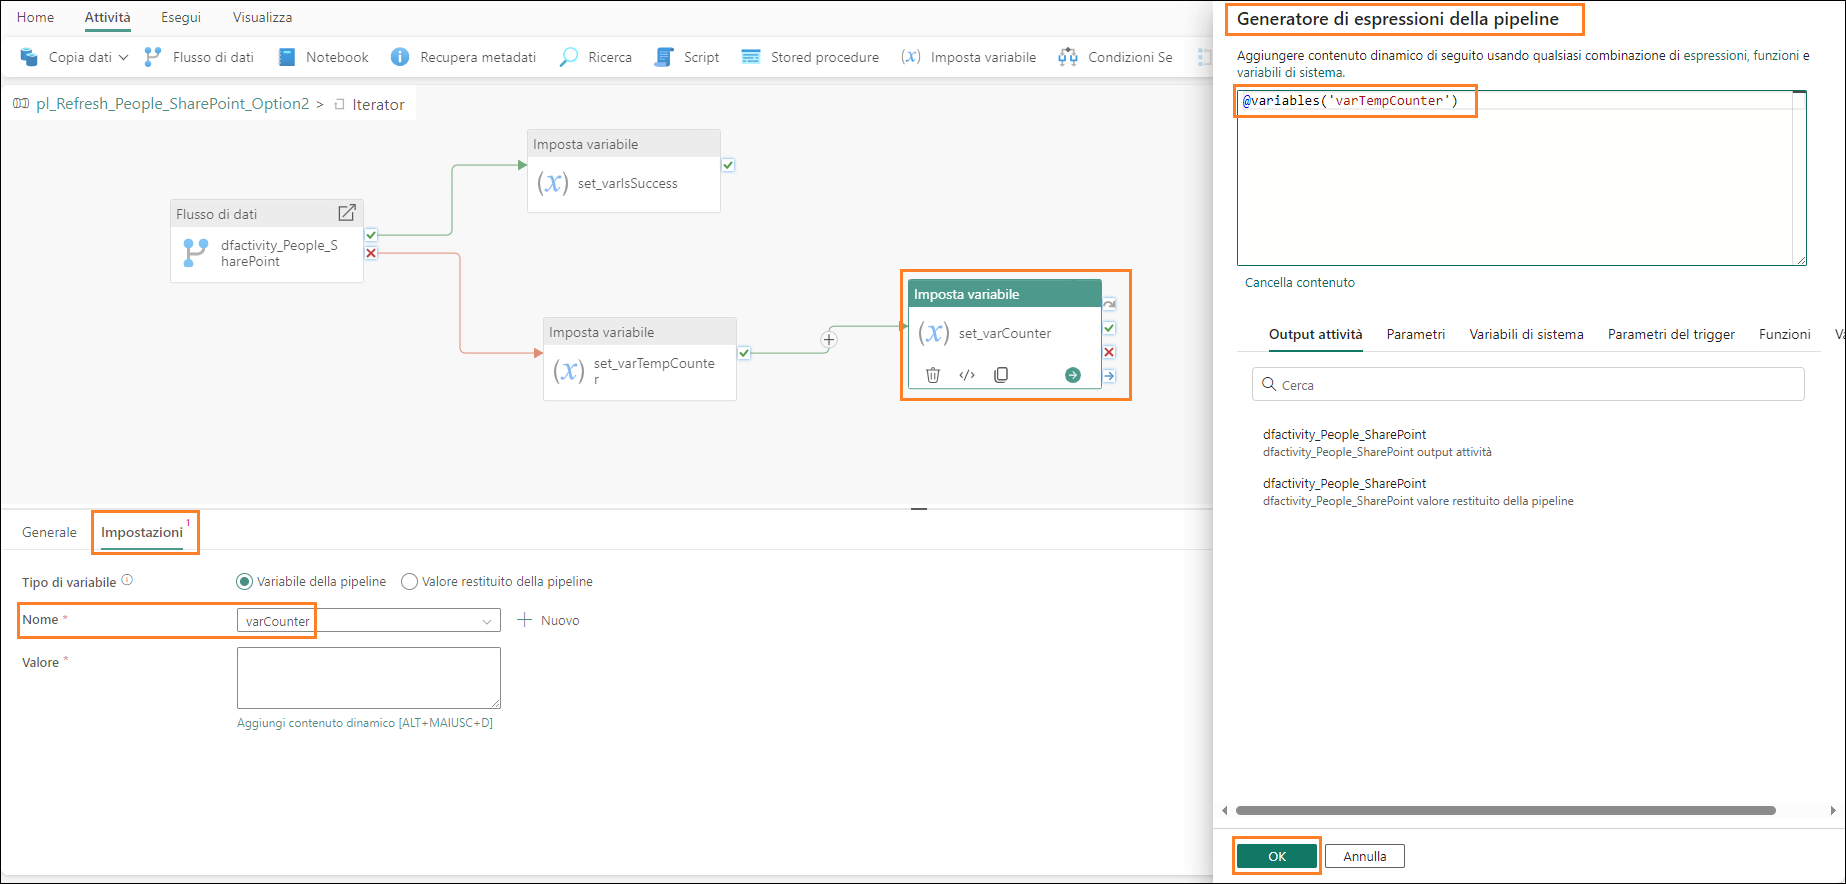 Home Attività Esegui Visualizza
Copia dati Flusso di dati Notebook Recupera metadati Ricerca Script Stored procedure (x) Imposta variabile Condizioni Se
pl_Refresh_People_SharePoint_Option2 > Iterator
Imposta variabile
(x) set_varIsSuccess
Flusso di dati
dfactivity_People_S
harePoint
Imposta variabile
(x) set_varTempCounte
r
Imposta variabile
(x) set_varCounter
Generale Impostazioni 1
Tipo di variabile Variabile della pipeline Valore restituito della pipeline
Nome * varCounter + Nuovo
Valore *
Aggiungi contenuto dinamico [ALT+MAIUSC+D]
Generatore di espressioni della pipeline
Aggiungere contenuto dinamico di seguito usando qualsiasi combinazione di espressioni, funzioni e
variabili di sistema.
@variables('varTempCounter')
Cancella contenuto
Output attività Parametri Variabili di sistema Parametri del trigger Funzioni
Cerca
dfactivity_People_SharePoint
dfactivity_People_SharePoint output attività
dfactivity_People_SharePoint
dfactivity_People_SharePoint valore restituito della pipeline
OK Annulla